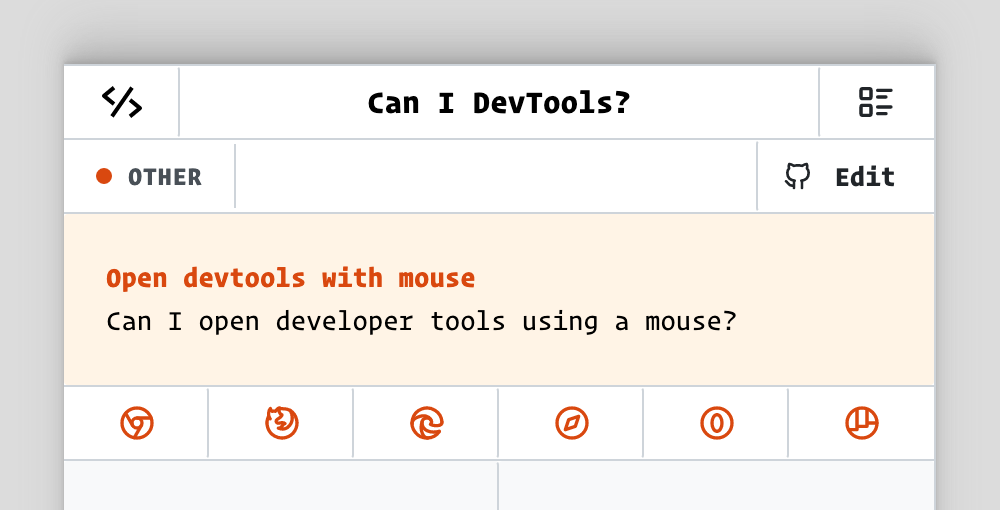 Can I DevTools?
OTHER
Edit
Open devtools with mouse
Can I open developer tools using a mouse?